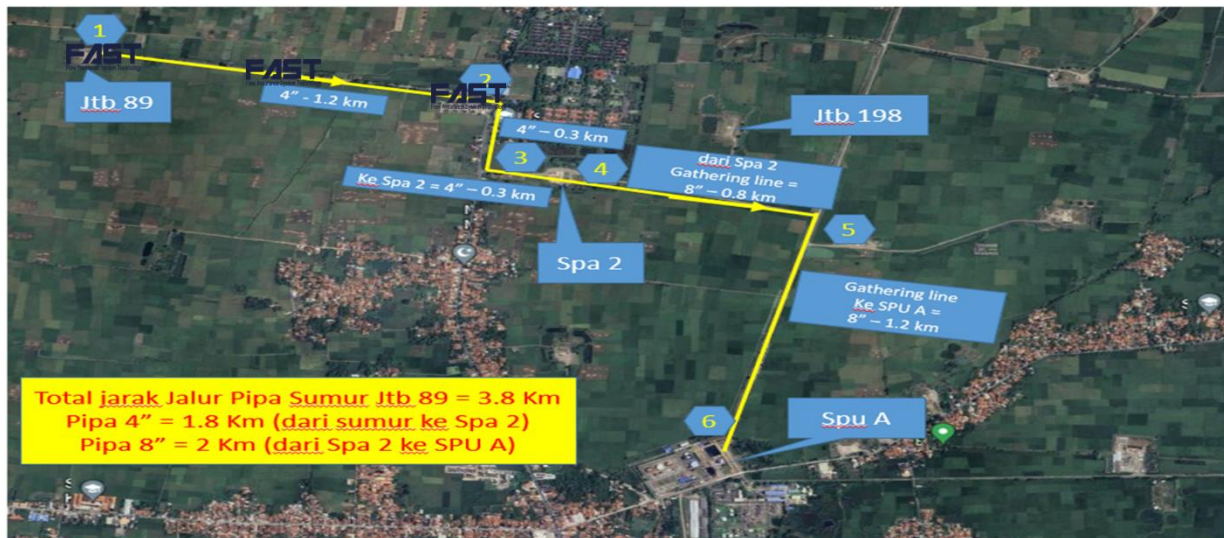 1
FAST
Jtb 89
FAST
4” - 1.2 km
2
FAST
4” – 0.3 km
3
4
Ke Spa 2 = 4” – 0.3 km
Spa 2
Jtb 198
dari Spa 2
Gathering line =
8” – 0.8 km
5
Gathering line
Ke SPU A =
8” – 1.2 km
6
Spu A
Total jarak Jalur Pipa Sumur Jtb 89 = 3.8 Km
Pipa 4” = 1.8 Km (dari sumur ke Spa 2)
Pipa 8” = 2 Km (dari Spa 2 ke SPU A)